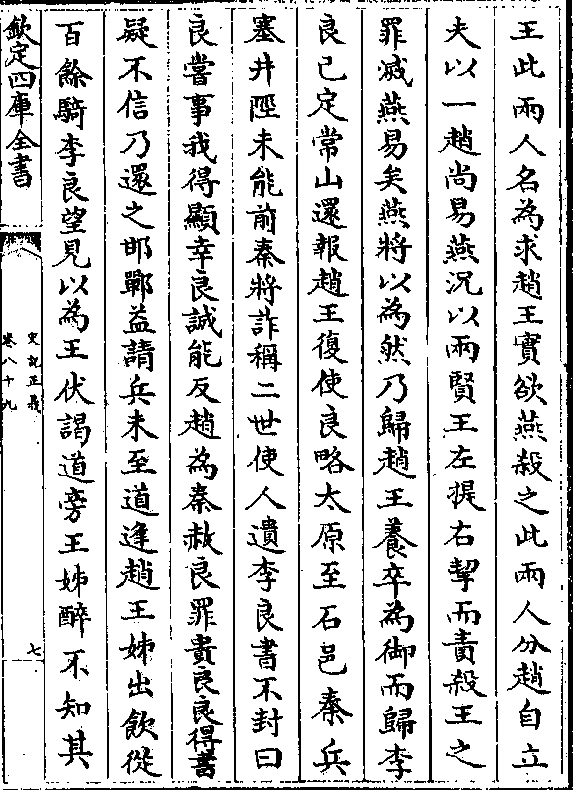 王此兩人名為求趙王實欲燕殺之此兩人分趙自立
夫以一趙尚易燕況以兩賢王左提右挈而責殺王之
罪滅燕易矣燕將以為然乃歸趙王養卒為御而歸李
良已定常山還報趙王復使良略太原至石邑秦兵
塞井陘未能前秦將詐稱二世使人遺李良書不封曰
良嘗事我得顯幸良誠能反趙為秦赦良罪貴良良得書
疑不信乃還之邯鄲益請兵未至道逢趙王姊出飲從
百餘騎李良望見以為王伏謁道旁王姊醉不知其
欽定四庫全書
史記正義
卷八十九
七